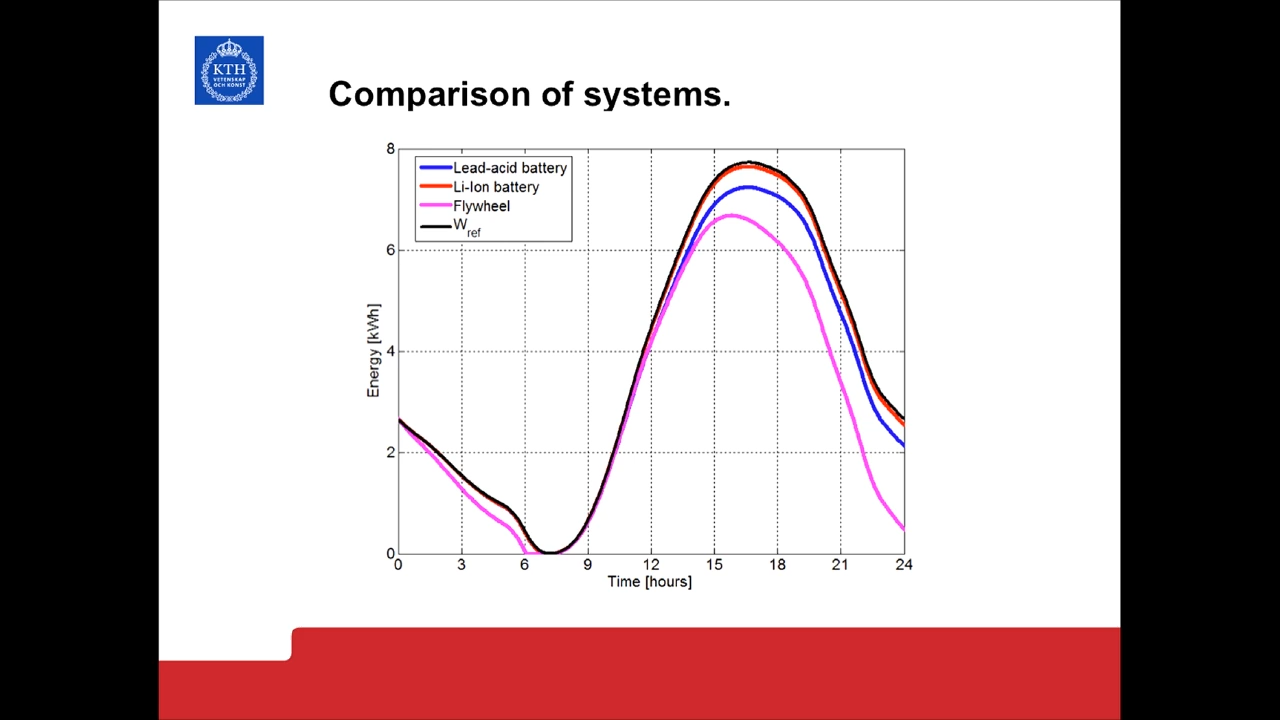 KTH
VETENSKAP
OCH KONST
Comparison of systems.
Lead-acid battery
Li-Ion battery
Flywheel
Wref
Energy [kWh]
8
6
4
2
0
0 3 6 9 12 15 18 21 24
Time [hours]